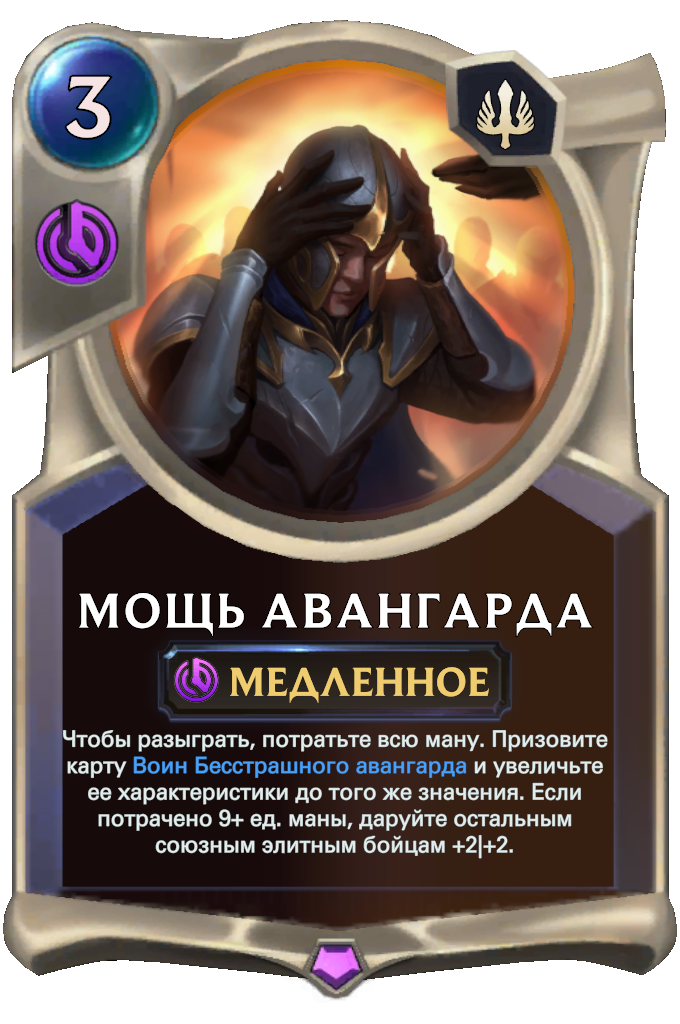 3
МОЩЬ АВАНГАРДА
МЕДЛЕННОЕ
Чтобы разыграть, потратьте всю ману. Призовите
карту Воин Бесстрашного авангарда и увеличьте
ее характеристики до того же значения. Если
потрачено 9+ ед. маны, даруйте остальным
союзным элитным бойцам +2|+2.